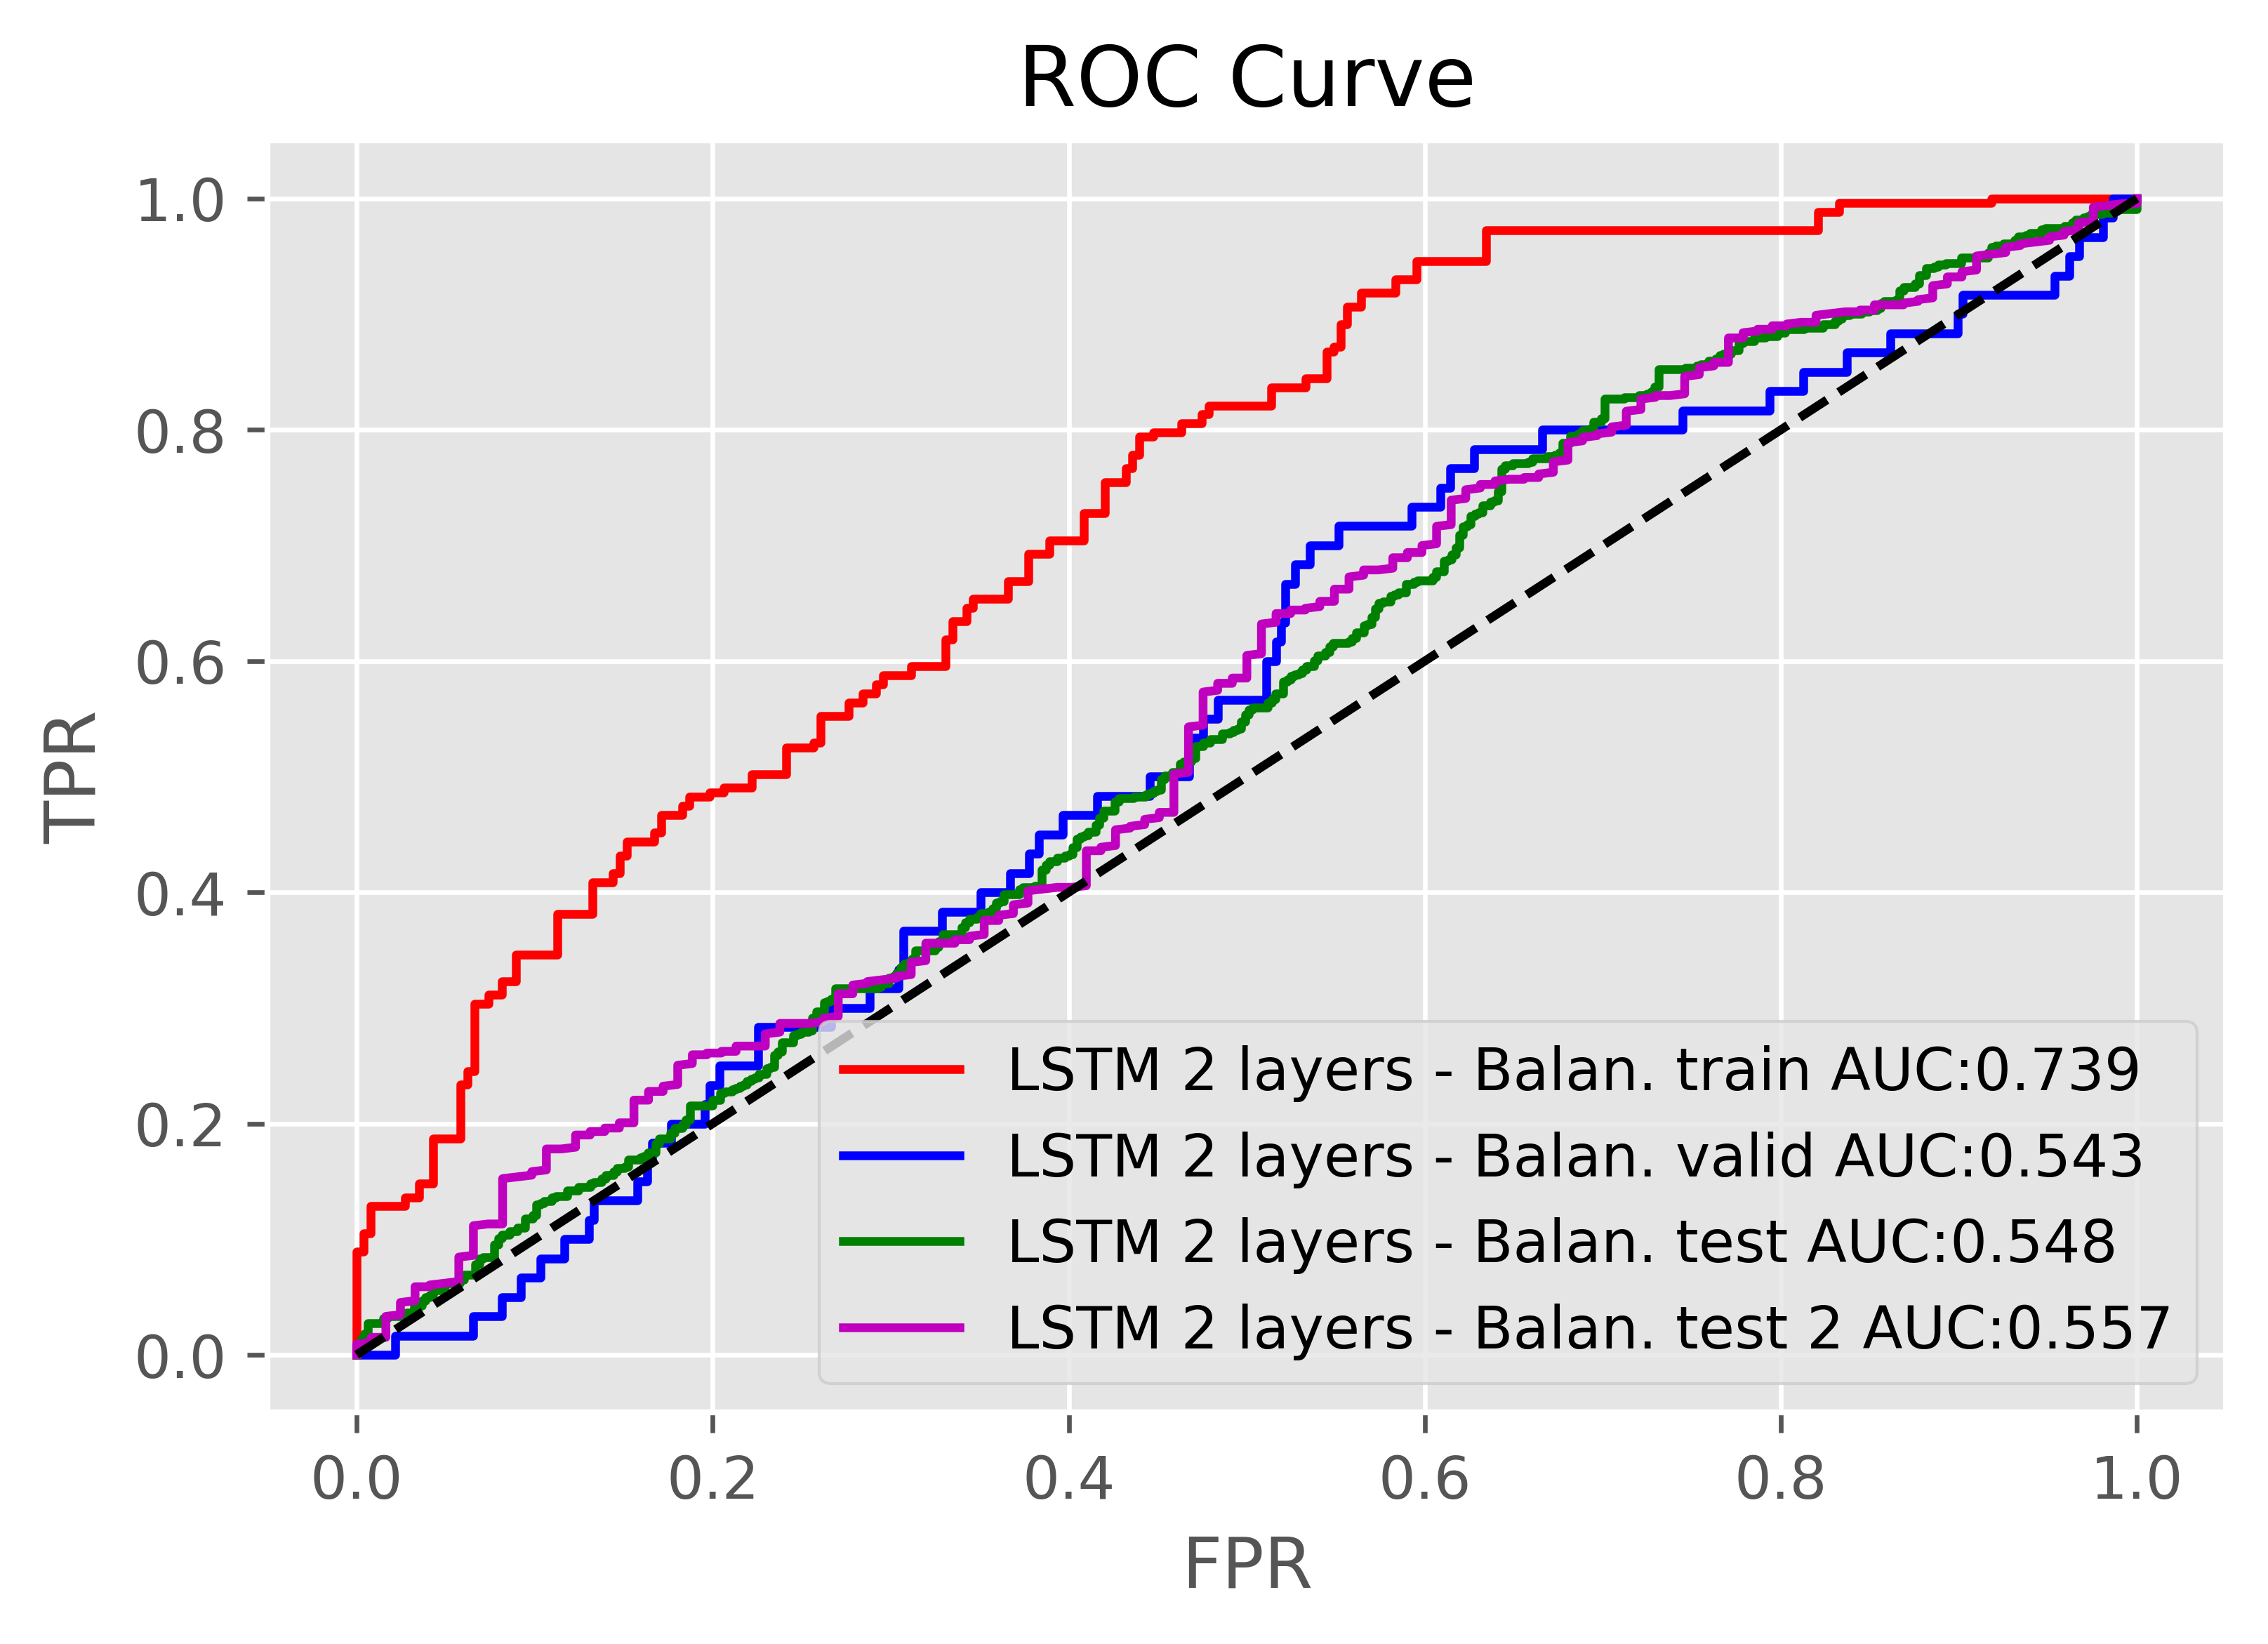 ROC Curve
1.0
0.8
0.6
0.4
0.2
0.0
TPR
LSTM 2 layers - Balan. train AUC:0.739
LSTM 2 layers - Balan. valid AUC:0.543
LSTM 2 layers - Balan. test AUC:0.548
LSTM 2 layers - Balan. test 2 AUC:0.557
0.0 0.2 0.4 0.6 0.8 1.0
FPR